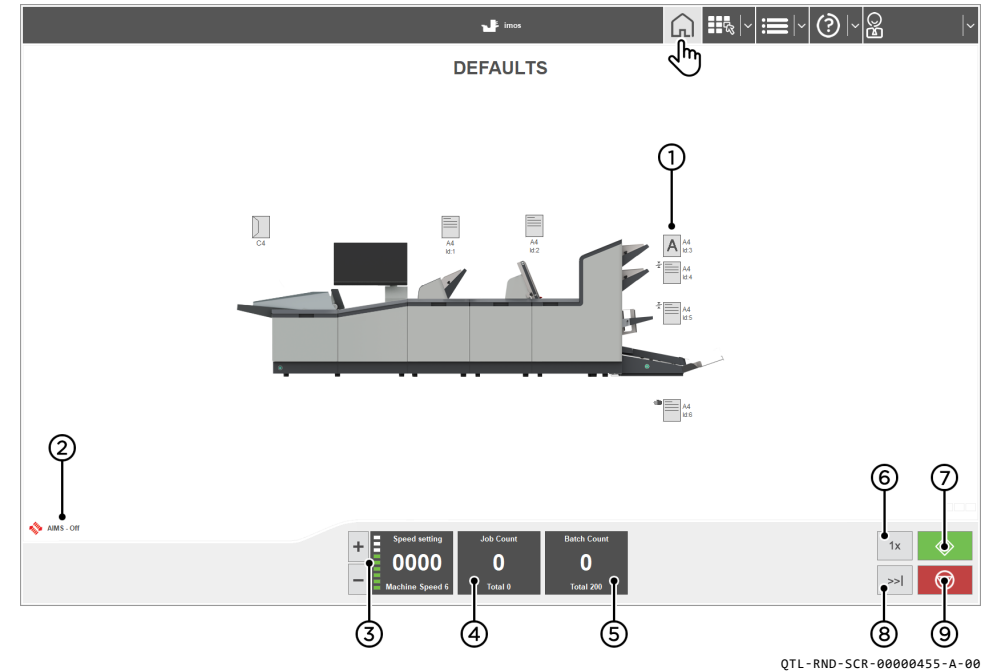 imos
DEFAULTS
1
C4
A4
Id:1
A4
Id:2
A
A4
Id:3
A4
Id:4
A4
Id:5
A4
Id:6
2
AIMS - Off
6
7
+
-
Speed setting
0000
Machine Speed 6
Job Count
0
Total 0
Batch Count
0
Total 200
1x
>>|
3
4
5
8
9
QTL-RND-SCR-00000455-A-00